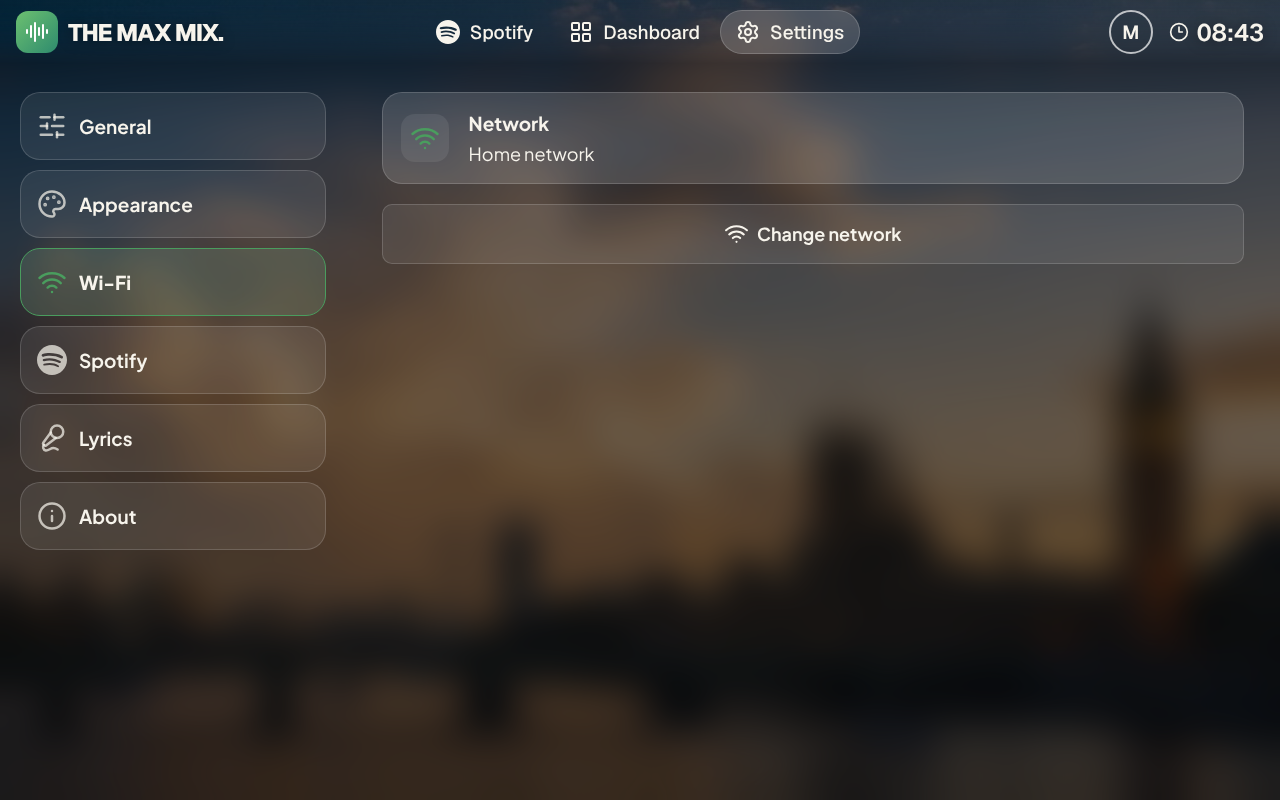 THE MAX MIX.
Spotify
Dashboard
Settings
M
08:43
General
Appearance
Wi-Fi
Spotify
Lyrics
About
Network
Home network
Change network